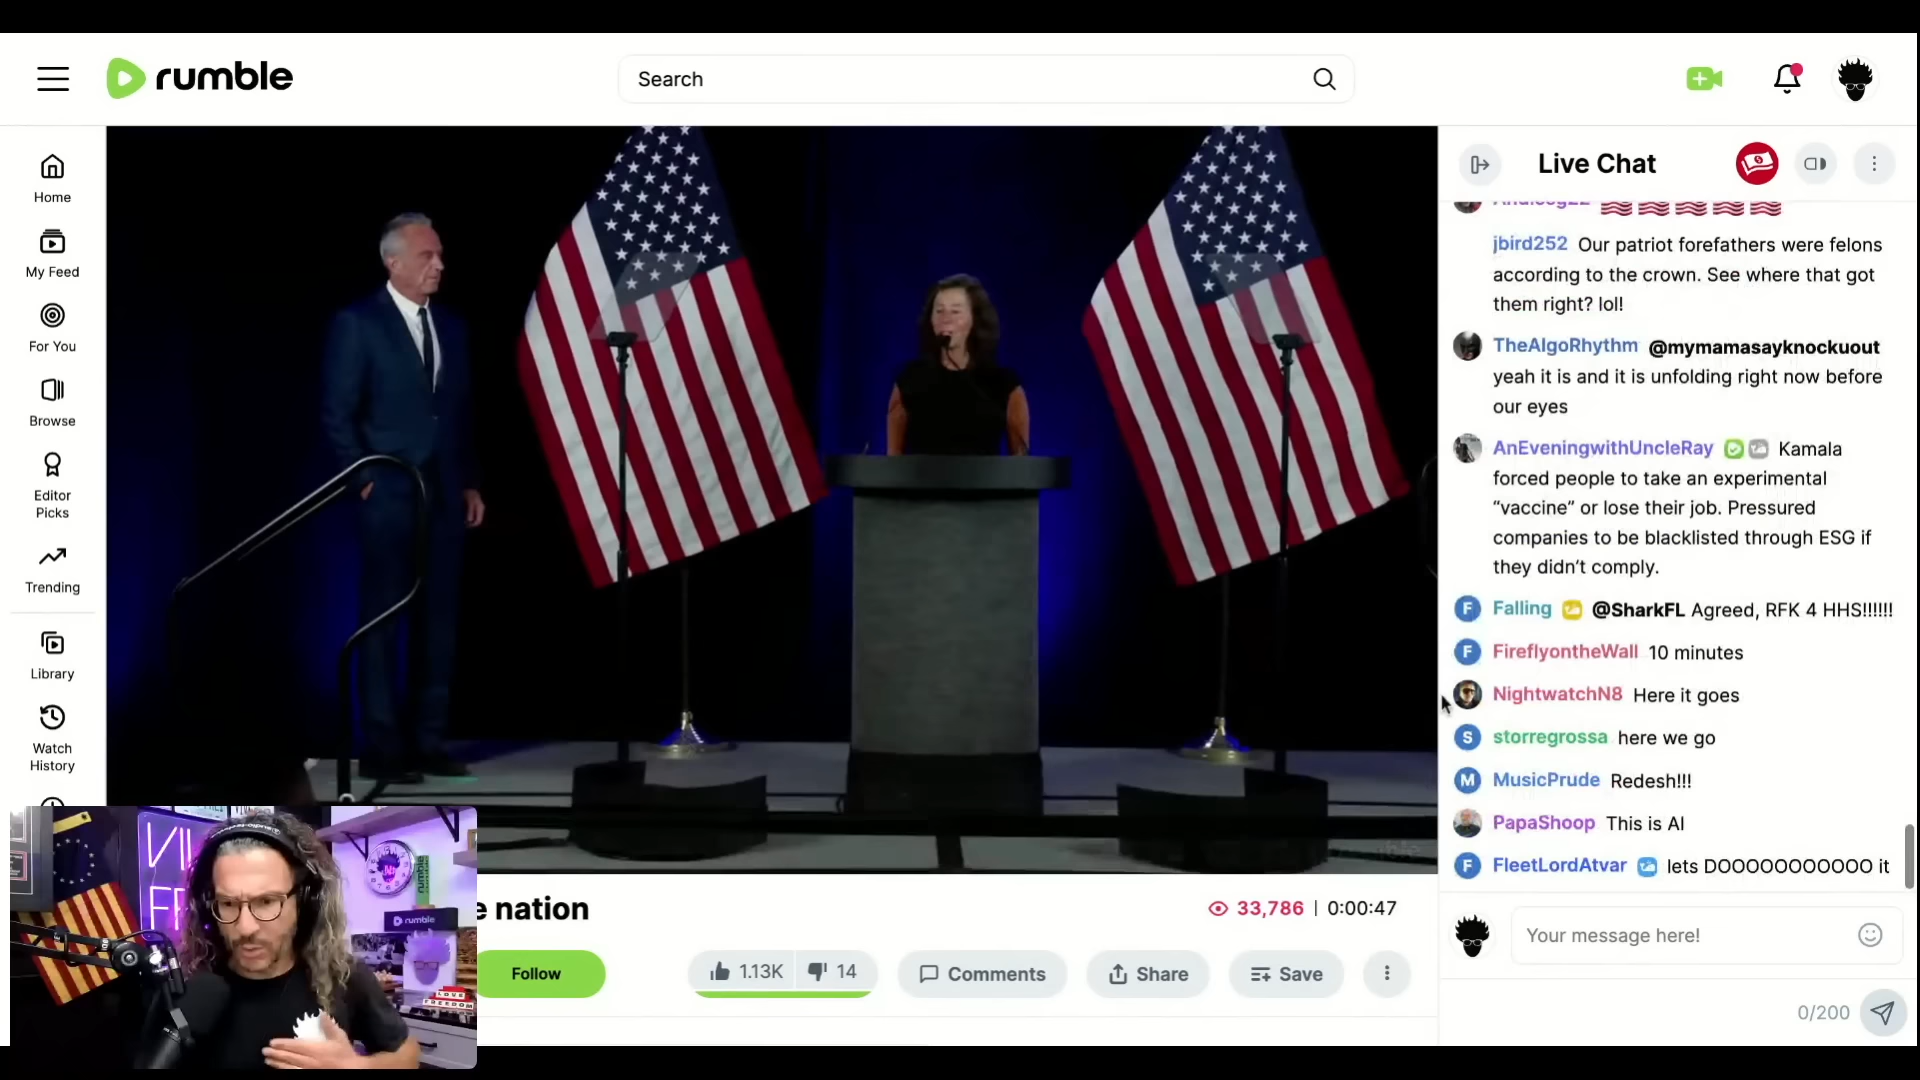 rumble
Search
Home
My Feed
For You
Browse
Editor
Picks
Trending
Library
Watch
History
Live Chat
jbird252 Our patriot forefathers were felons
according to the crown. See where that got
them right? lol!
TheAlgoRhythm @mymamasayknockuout
yeah it is and it is unfolding right now before
our eyes
AnEveningwithUncleRay Kamala
forced people to take an experimental
“vaccine” or lose their job. Pressured
companies to be blacklisted through ESG if
they didn’t comply.
F Falling @SharkFL Agreed, RFK 4 HHS!!!!!!
F FireflyontheWall 10 minutes
NightwatchN8 Here it goes
S storregrossa here we go
M MusicPrude Redesh!!!
PapaShoop This is AI
F FleetLordAtvar lets DOOOOOOOOOOO it
Your message here!
0/200
e nation
33,786 | 0:00:47
Follow
1.13K
14
Comments
Share
Save
rumble
rumble
LOVE
FREEDOM